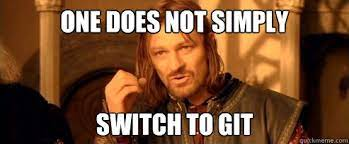 ONE DOES NOT SIMPLY
SWITCH TO GIT
quickmeme.com